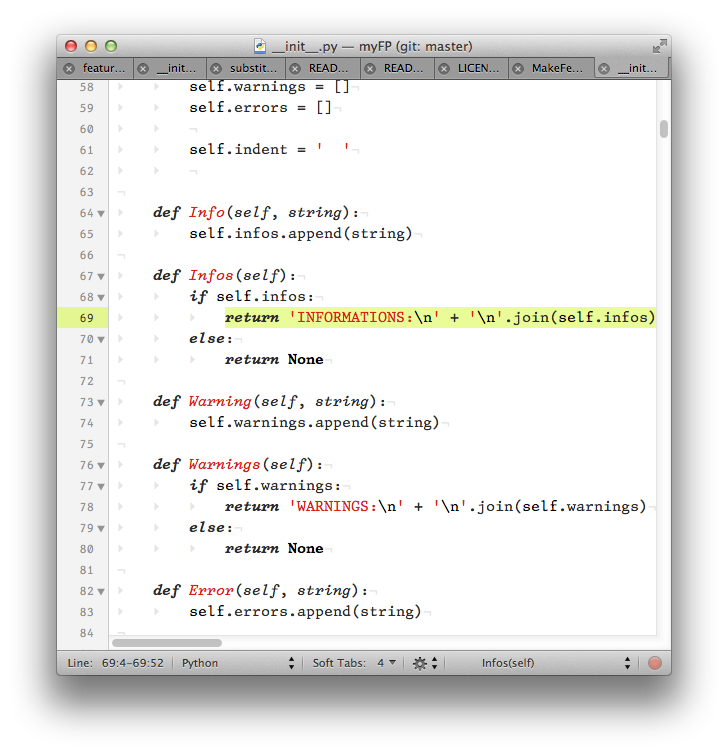 __init__.py — myFP (git: master)
featur... __init... substit... READ... READ... LICEN... MakeFe... __init...
58 self.warnings = []
59 self.errors = []
60
61 self.indent = '  '
62
63
64 def Info(self, string):
65 self.infos.append(string)
66
67 def Infos(self):
68 if self.infos:
69 return 'INFORMATIONS:\n' + '\n'.join(self.infos)
70 else:
71 return None
72
73 def Warning(self, string):
74 self.warnings.append(string)
75
76 def Warnings(self):
77 if self.warnings:
78 return 'WARNINGS:\n' + '\n'.join(self.warnings)
79 else:
80 return None
81
82 def Error(self, string):
83 self.errors.append(string)
84
Line: 69:4–69:52 Python Soft Tabs: 4 Infos(self)